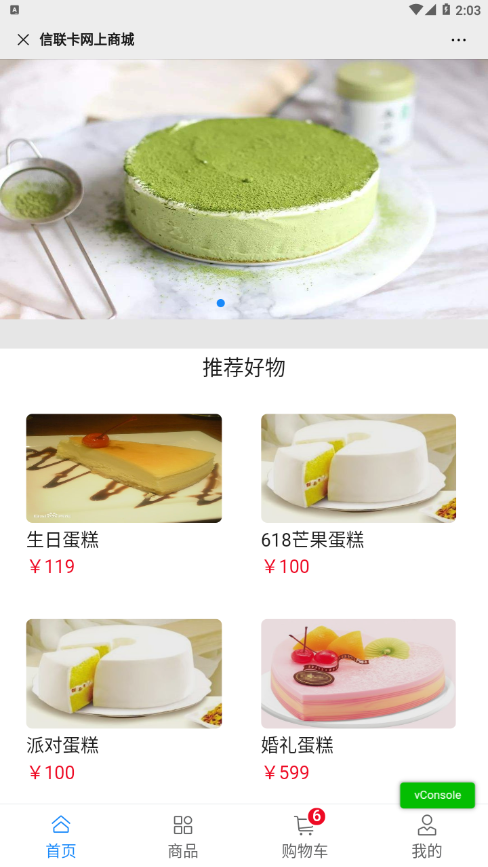 A
2:03
信联卡网上商城
推荐好物
生日蛋糕
618芒果蛋糕
￥119
￥100
派对蛋糕
婚礼蛋糕
￥100
￥599
vConsole
6
首页
商品
购物车
我的